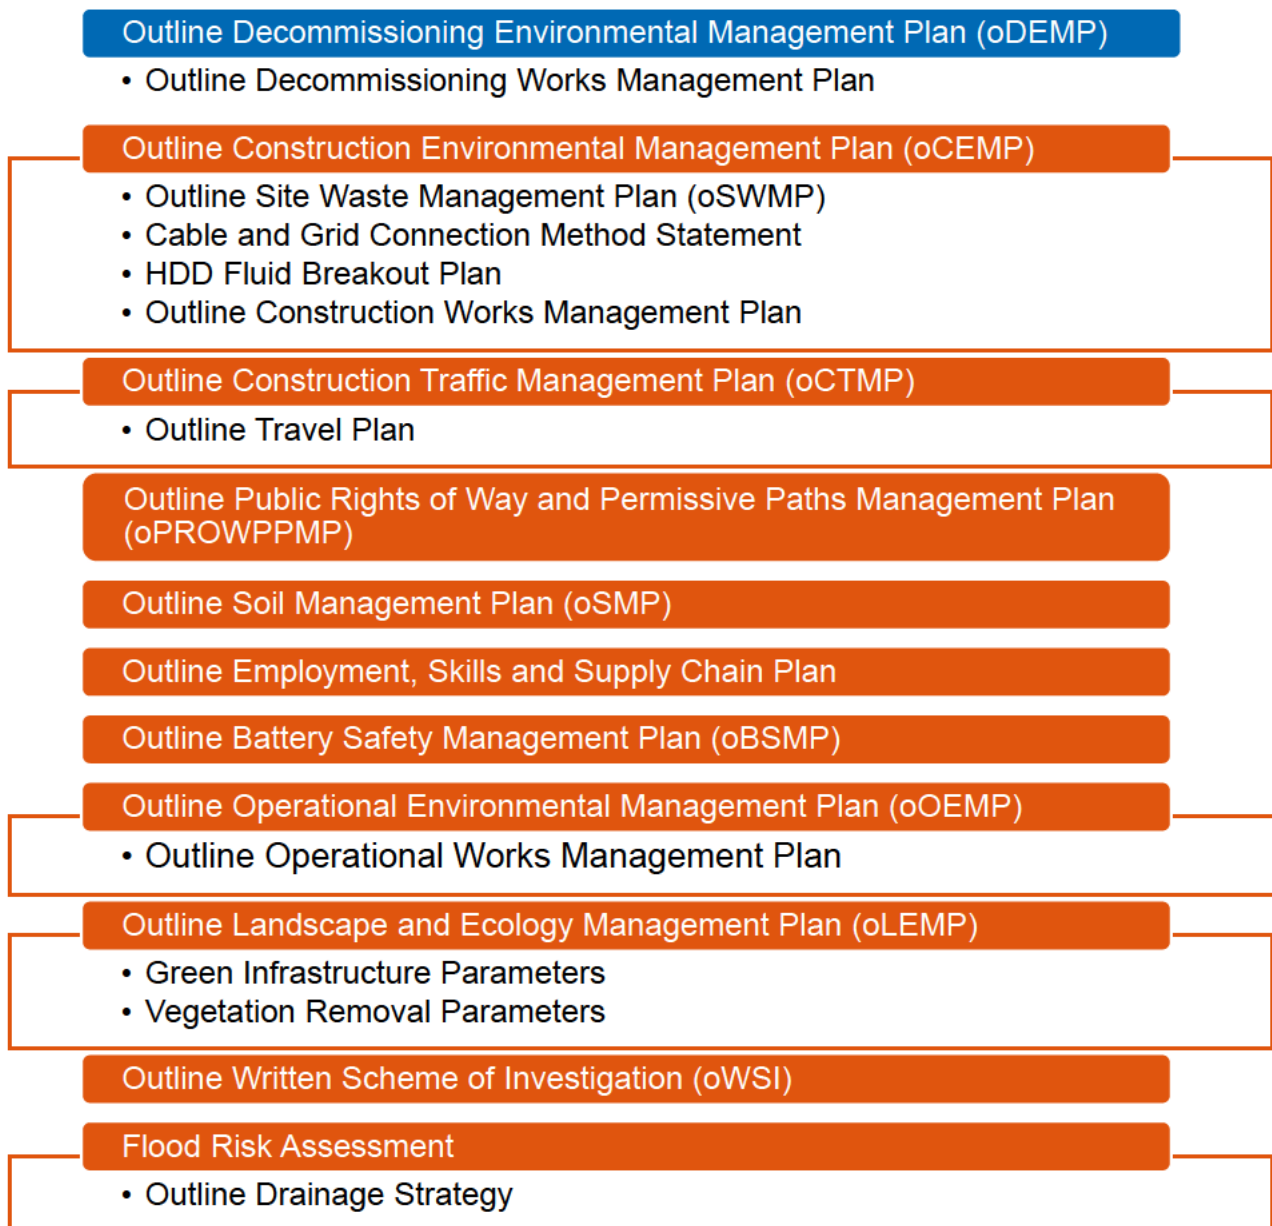 Outline Decommissioning Environmental Management Plan (oDEMP)
• Outline Decommissioning Works Management Plan
Outline Construction Environmental Management Plan (oCEMP)
• Outline Site Waste Management Plan (oSWMP)
• Cable and Grid Connection Method Statement
• HDD Fluid Breakout Plan
• Outline Construction Works Management Plan
Outline Construction Traffic Management Plan (oCTMP)
• Outline Travel Plan
Outline Public Rights of Way and Permissive Paths Management Plan
(oPROWPPMP)
Outline Soil Management Plan (oSMP)
Outline Employment, Skills and Supply Chain Plan
Outline Battery Safety Management Plan (oBSMP)
Outline Operational Environmental Management Plan (oOEMP)
• Outline Operational Works Management Plan
Outline Landscape and Ecology Management Plan (oLEMP)
• Green Infrastructure Parameters
• Vegetation Removal Parameters
Outline Written Scheme of Investigation (oWSI)
Flood Risk Assessment
• Outline Drainage Strategy